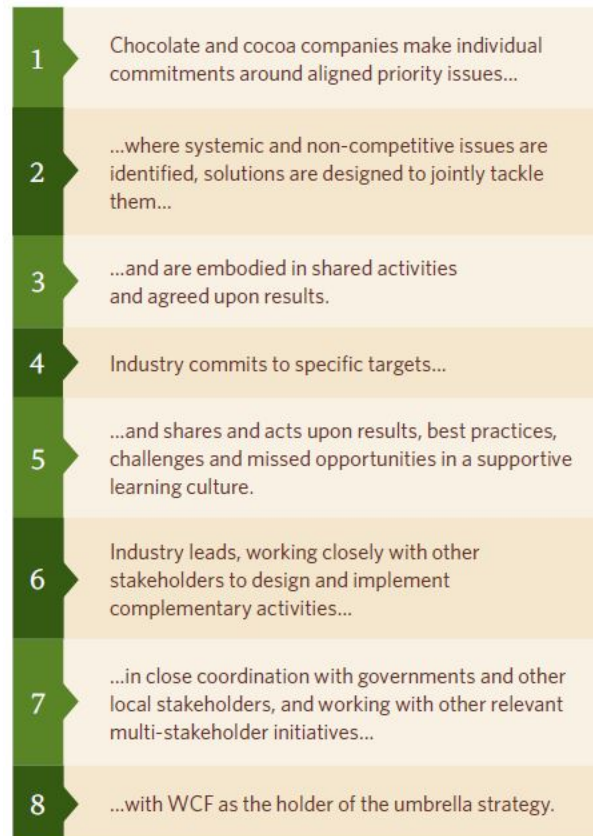 1
Chocolate and cocoa companies make individual
commitments around aligned priority issues...
2
...where systemic and non-competitive issues are
identified, solutions are designed to jointly tackle
them...
3
...and are embodied in shared activities
and agreed upon results.
4
Industry commits to specific targets...
5
...and shares and acts upon results, best practices,
challenges and missed opportunities in a supportive
learning culture.
6
Industry leads, working closely with other
stakeholders to design and implement
complementary activities...
7
...in close coordination with governments and other
local stakeholders, and working with other relevant
multi-stakeholder initiatives...
8
...with WCF as the holder of the umbrella strategy.